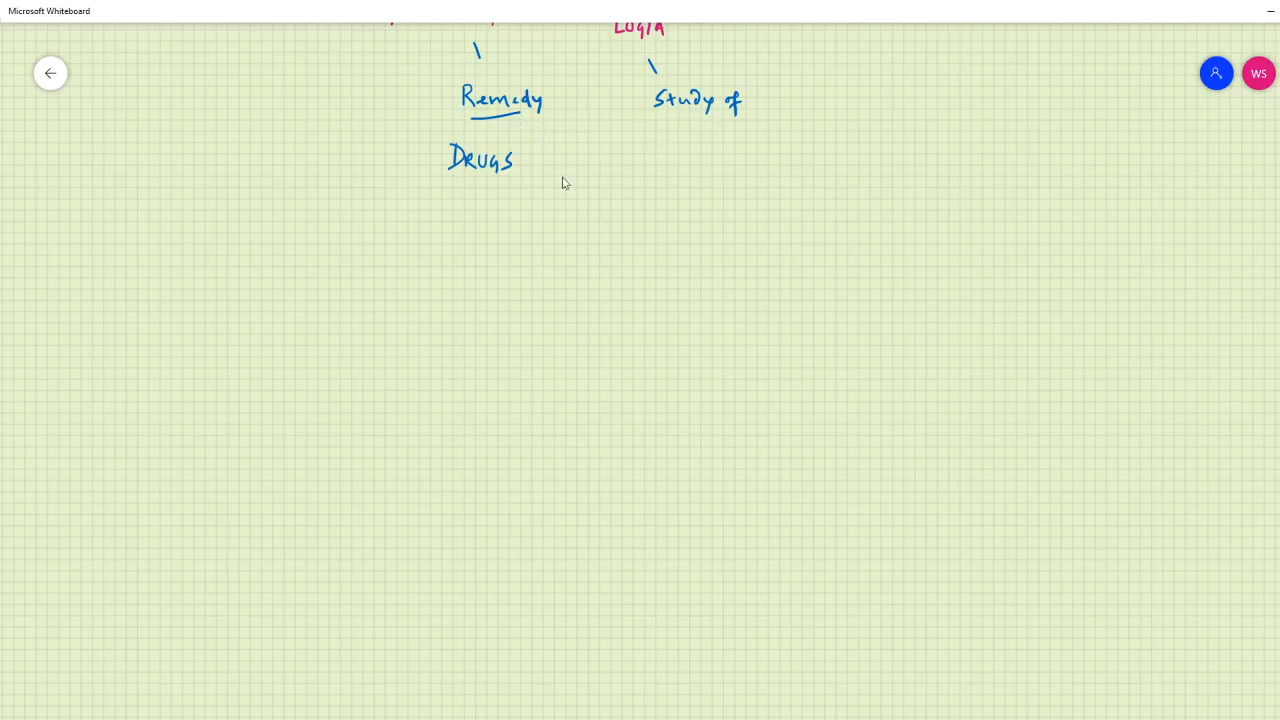 Microsoft Whiteboard
LogIA
Remedy
Study of
Drugs
WS